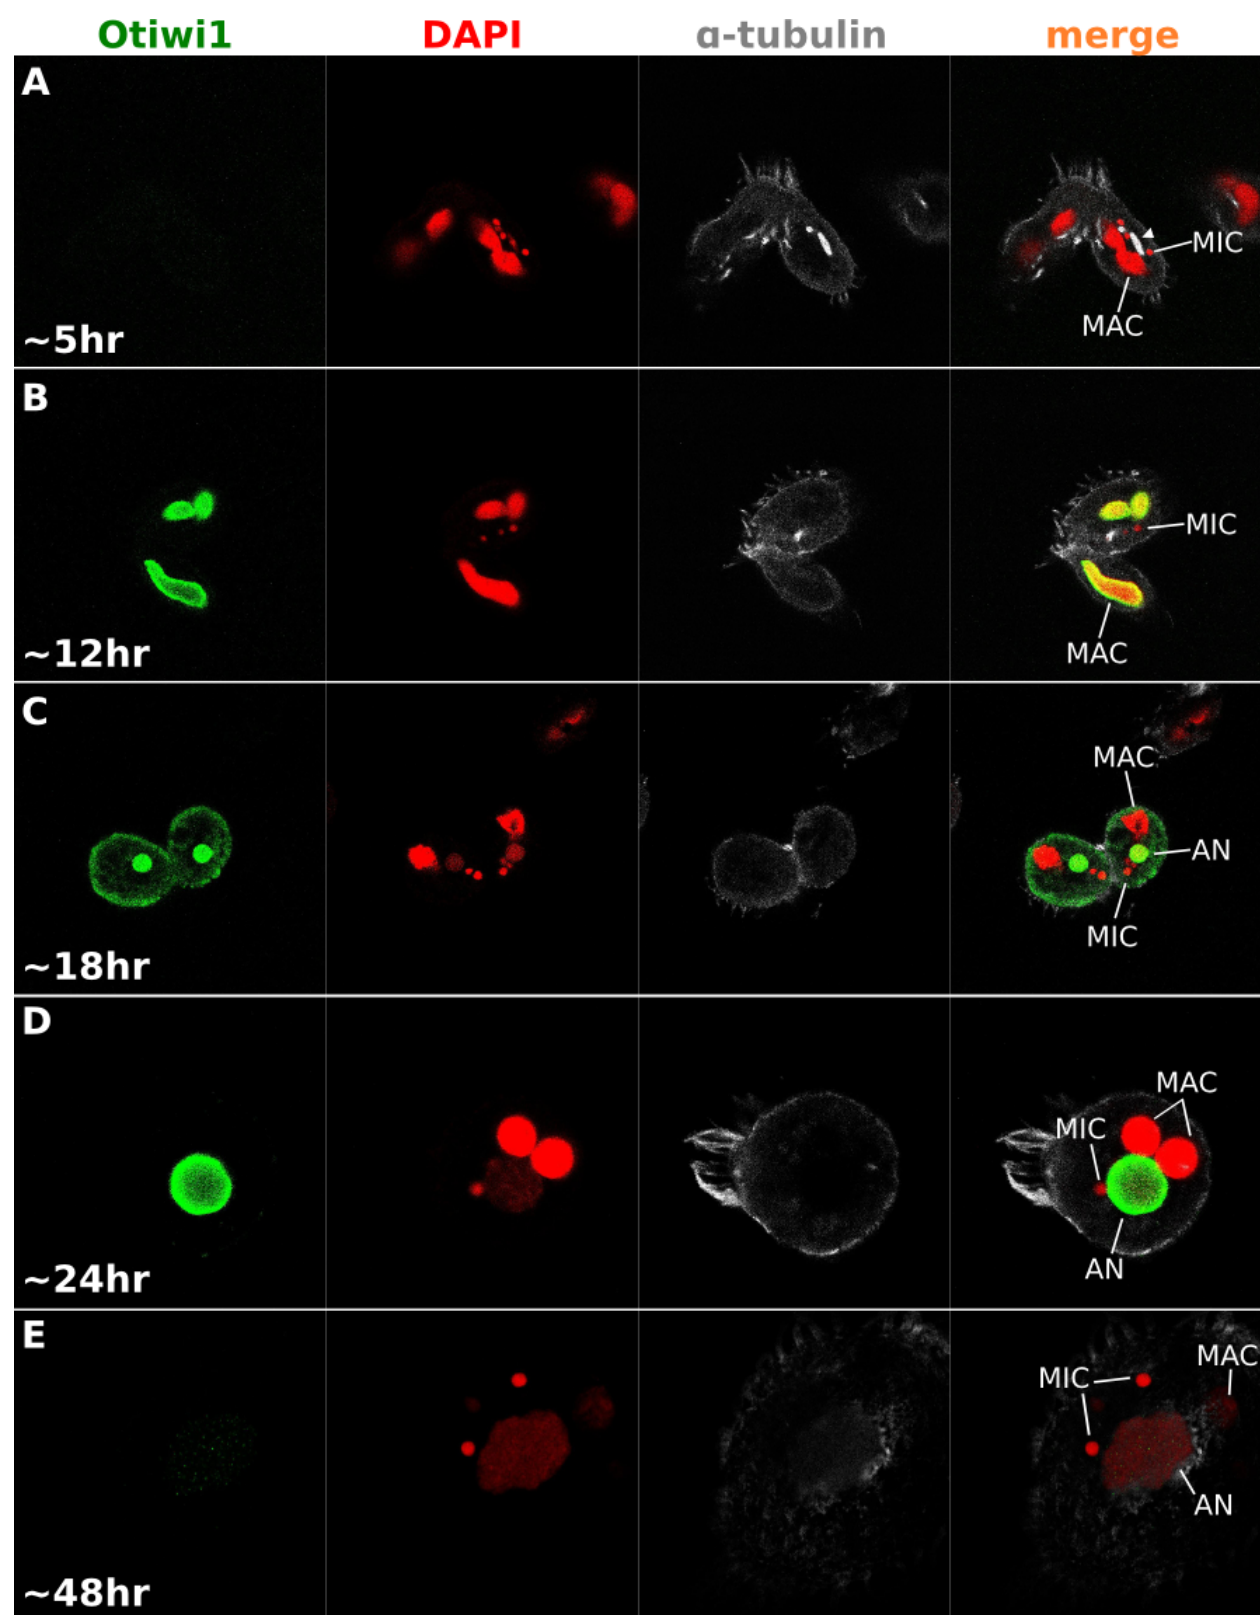 Otiwi1 DAPI α-tubulin merge
A
MIC
MAC
~5hr
B
MIC
MAC
~12hr
C
MAC
AN
MIC
~18hr
D
MAC
MIC
AN
~24hr
E
MAC
MIC
AN
~48hr